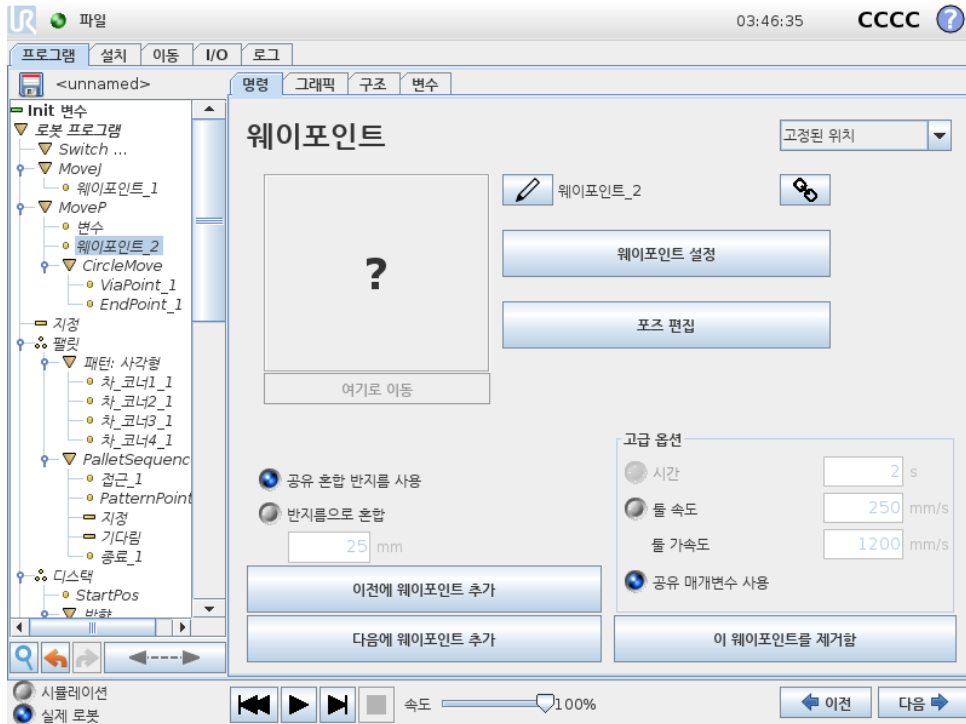 UR 파일 03:46:35 CCCC ?
프로그램 설치 이동 I/O 로그
<unnamed>
명령 그래픽 구조 변수
Init 변수
로봇 프로그램
Switch ...
MoveJ
웨이포인트_1
MoveP
변수
웨이포인트_2
CircleMove
ViaPoint_1
EndPoint_1
지정
팔릿
패턴: 사각형
차_코너1_1
차_코너2_1
차_코너3_1
차_코너4_1
PalletSequenc
접근_1
PatternPoint
지정
기다림
종료_1
디스택
StartPos
방향
웨이포인트
고정된 위치
웨이포인트_2
?
웨이포인트 설정
포즈 편집
여기로 이동
공유 혼합 반지름 사용
반지름으로 혼합
25 mm
고급 옵션
시간 2 s
툴 속도 250 mm/s
툴 가속도 1200 mm/s
공유 매개변수 사용
이전에 웨이포인트 추가
다음에 웨이포인트 추가
이 웨이포인트를 제거함
시뮬레이션
실제 로봇
속도 100%
이전 다음